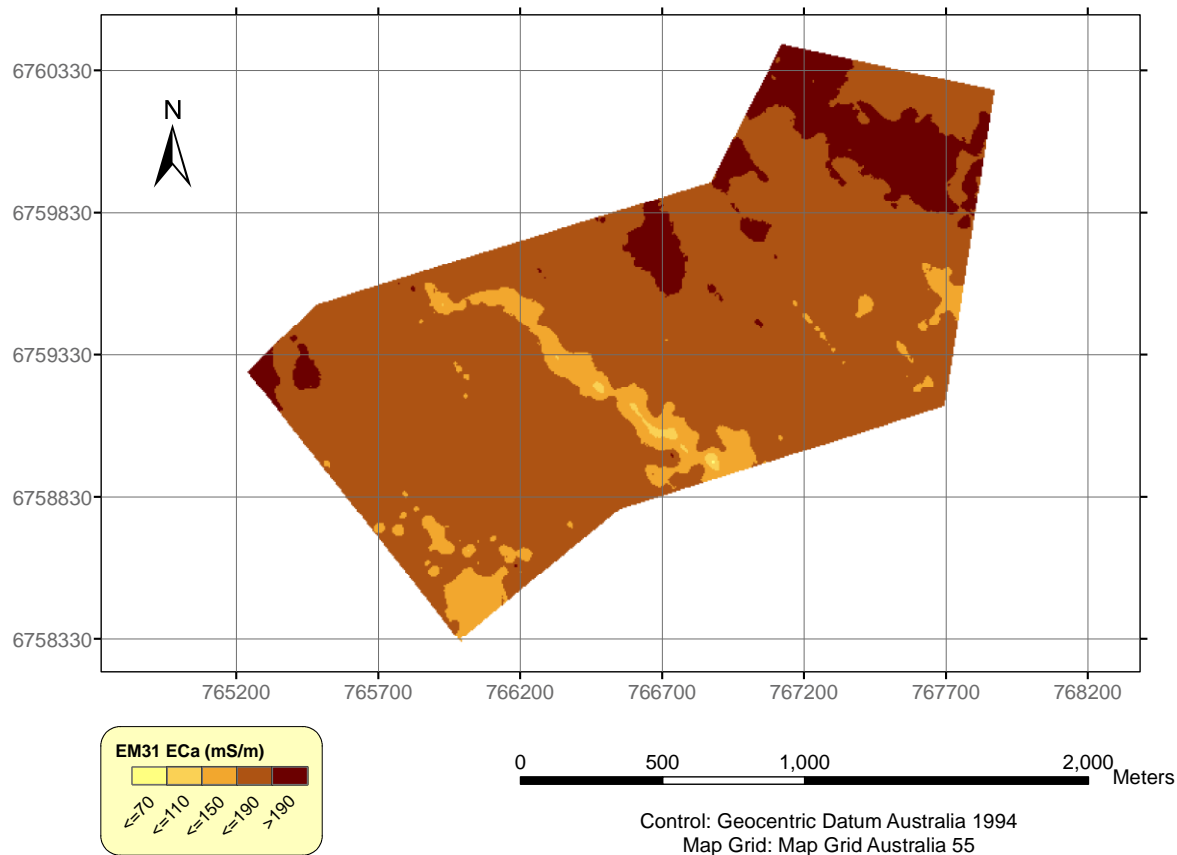 6760330
N
6759830
6759330
6758830
6758330
765200 765700 766200 766700 767200 767700 768200
EM31 ECa (mS/m)
<=70 <=110 <=150 <=190 >190
0 500 1,000 2,000
Meters
Control: Geocentric Datum Australia 1994
Map Grid: Map Grid Australia 55